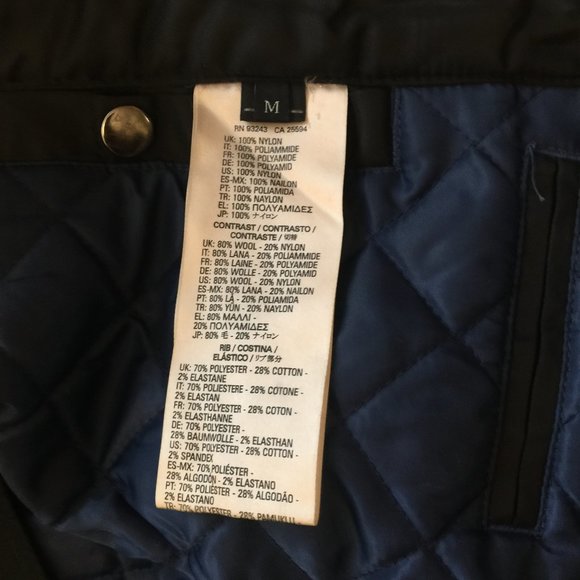 M
RN 93243 CA 25594
UK: 100% NYLON
IT: 100% POLIAMMIDE
FR: 100% POLYAMIDE
DE: 100% POLYAMID
US: 100% NYLON
ES-MX: 100% NAILON
PT: 100% POLIAMIDA
TR: 100% NAYLON
EL: 100% ΠΟΛΥΑΜΙΔΕΣ
JP: 100% ナイロン
CONTRAST / CONTRASTO /
CONTRASTE / 切替
UK: 80% WOOL - 20% NYLON
IT: 80% LANA - 20% POLIAMMIDE
FR: 80% LAINE - 20% POLYAMIDE
DE: 80% WOLLE - 20% POLYAMID
US: 80% WOOL - 20% NYLON
ES-MX: 80% LANA - 20% NAILON
PT: 80% LÃ - 20% POLIAMIDA
TR: 80% YÜN - 20% NAYLON
EL: 80% ΜΑΛΛΙ -
20% ΠΟΛΥΑΜΙΔΕΣ
JP: 80% 毛 - 20% ナイロン
RIB / COSTINA /
ELÁSTICO / リブ部分
UK: 70% POLYESTER - 28% COTTON -
2% ELASTANE
IT: 70% POLIESTERE - 28% COTONE -
2% ELASTAN
FR: 70% POLYESTER - 28% COTON -
2% ELASTHANNE
DE: 70% POLYESTER -
28% BAUMWOLLE - 2% ELASTHAN
US: 70% POLYESTER - 28% COTTON -
2% SPANDEX
ES-MX: 70% POLIÉSTER -
28% ALGODÓN - 2% ELASTANO
PT: 70% POLIÉSTER - 28% ALGODÃO -
2% ELASTANO
TR: 70% POLYESTER - 28% PAMUKLU -